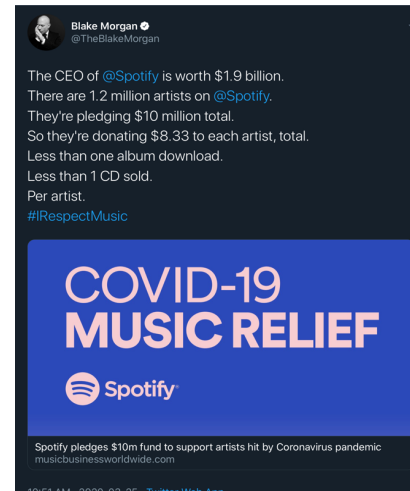 Blake Morgan
@TheBlakeMorgan
The CEO of @Spotify is worth $1.9 billion.
There are 1.2 million artists on @Spotify.
They're pledging $10 million total.
So they're donating $8.33 to each artist, total.
Less than one album download.
Less than 1 CD sold.
Per artist.
#IRespectMusic
COVID-19
MUSIC RELIEF
Spotify
Spotify pledges $10m fund to support artists hit by Coronavirus pandemic
musicbusinessworldwide.com